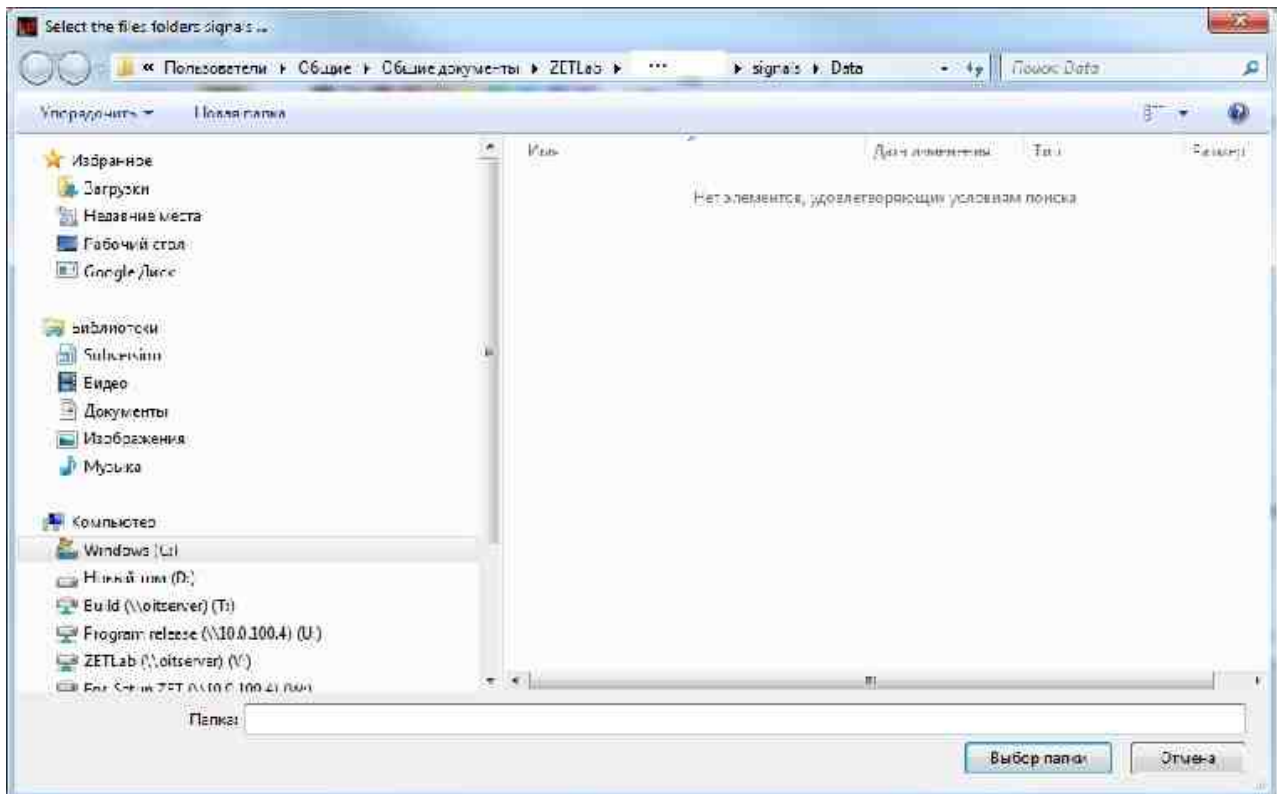 Select the files folders signals ...
« Пользователи ▸ Общие ▸ Общие документы ▸ ZETLab ▸ ... ▸ signals ▸ Data
Поиск: Data
Упорядочить Новая папка
Имя Дата изменения Тип Размер
Нет элементов, удовлетворяющих условиям поиска.
Избранное
Загрузки
Недавние места
Рабочий стол
Google Диск
Библиотеки
Subversion
Видео
Документы
Изображения
Музыка
Компьютер
Windows (C:)
Новый том (D:)
Build (\\oitserver) (T:)
Program release (\\10.0.100.4) (U:)
ZETLab (\\oitserver) (V:)
Папка:
Выбор папки Отмена